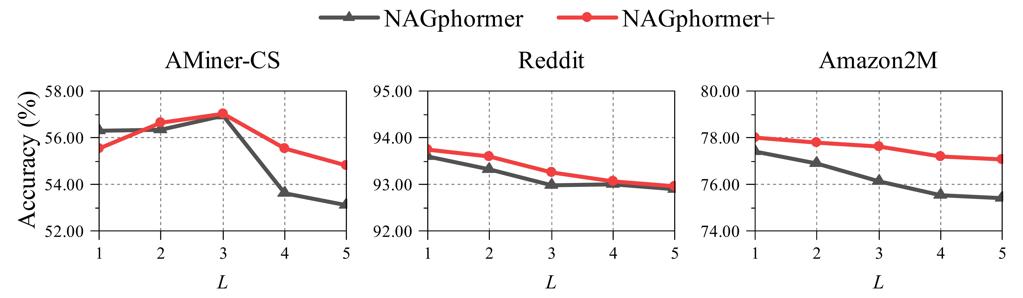 NAGphormer NAGphormer+
AMiner-CS Reddit Amazon2M
Accuracy (%)
58.00 95.00 80.00
56.00 94.00 78.00
54.00 93.00 76.00
52.00 92.00 74.00
1 2 3 4 5 1 2 3 4 5 1 2 3 4 5
L L L